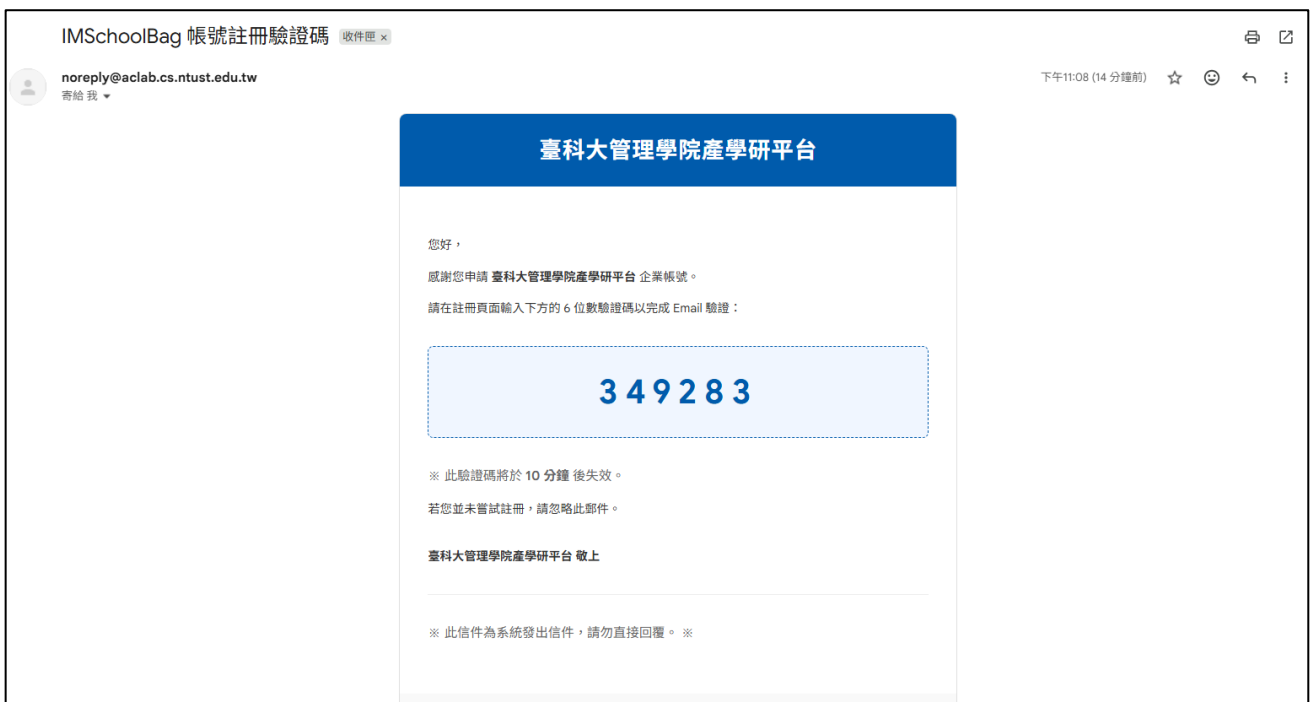 IMSchoolBag 帳號註冊驗證碼 收件匣 ×
noreply@aclab.cs.ntust.edu.tw
下午11:08 (14 分鐘前)
寄給 我
臺科大管理學院產學研平台
您好，
感謝您申請 臺科大管理學院產學研平台 企業帳號。
請在註冊頁面輸入下方的 6 位數驗證碼以完成 Email 驗證：
349283
※ 此驗證碼將於 10 分鐘 後失效。
若您並未嘗試註冊，請忽略此郵件。
臺科大管理學院產學研平台 敬上
※ 此信件為系統發出信件，請勿直接回覆。 ※